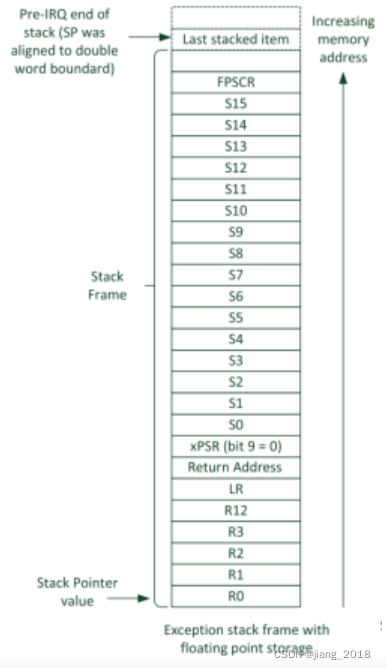 Pre-IRQ end of
stack (SP was
aligned to double
word boundard)
Increasing
memory
address
Last stacked item
FPSCR
S15
S14
S13
S12
S11
S10
S9
S8
S7
S6
S5
S4
S3
S2
S1
S0
xPSR (bit 9 = 0)
Return Address
LR
R12
R3
R2
R1
R0
Stack
Frame
Stack Pointer
value
Exception stack frame with
floating point storage
CSDN @jiang_2018